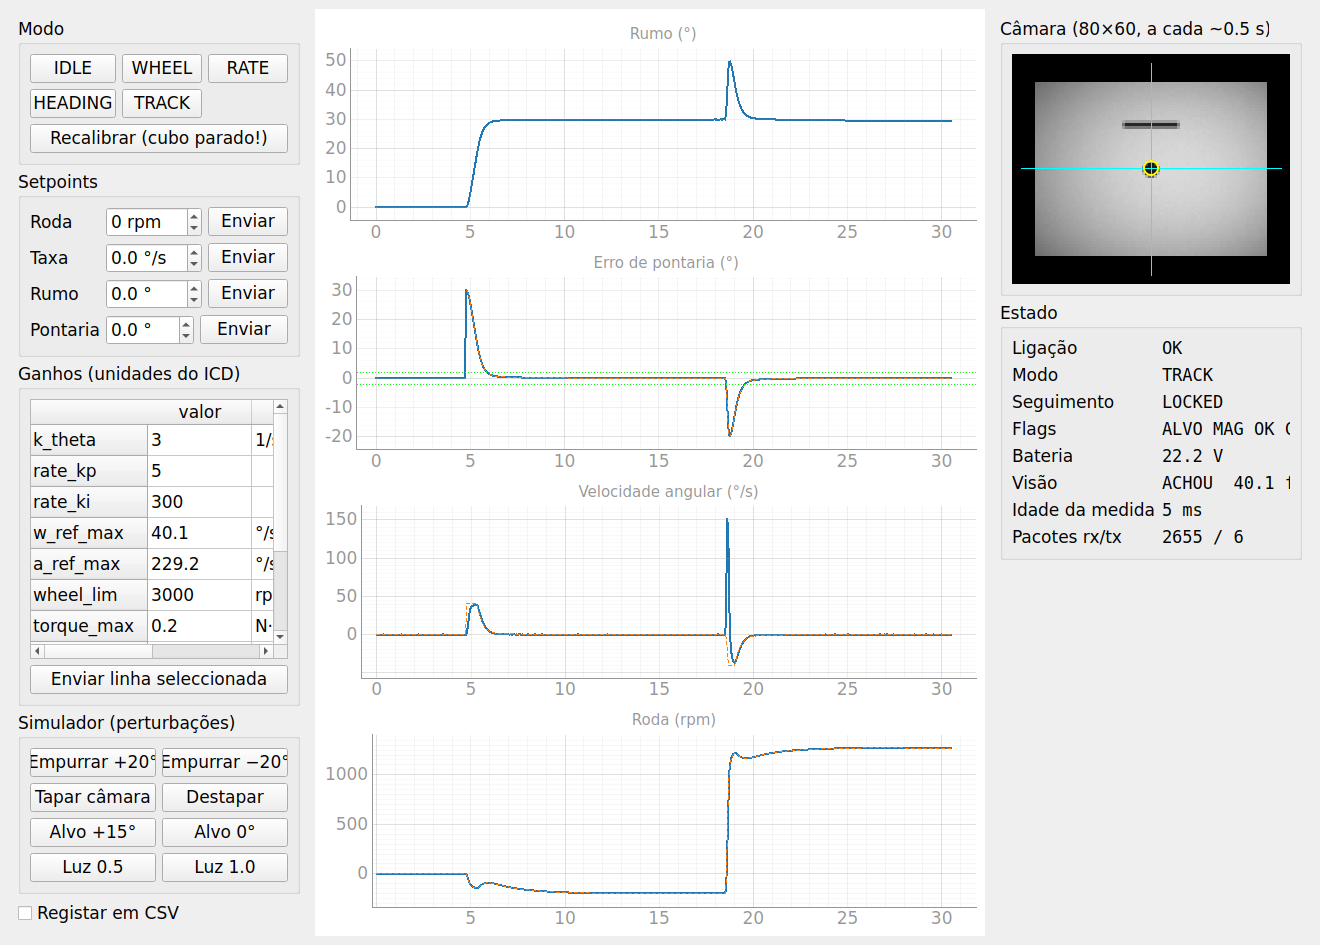 Modo
IDLE WHEEL RATE
HEADING TRACK
Recalibrar (cubo parado!)
Setpoints
Roda 0 rpm Enviar
Taxa 0.0 °/s Enviar
Rumo 0.0 ° Enviar
Pontaria 0.0 ° Enviar
Ganhos (unidades do ICD)
valor
k_theta 3 1/
rate_kp 5
rate_ki 300
w_ref_max 40.1 °/s
a_ref_max 229.2 °/s
wheel_lim 3000 rp
torque_max 0.2 N·
Enviar linha seleccionada
Simulador (perturbações)
Empurrar +20° Empurrar −20°
Tapar câmara Destapar
Alvo +15° Alvo 0°
Luz 0.5 Luz 1.0
Registar em CSV
Rumo (°)
50
40
30
20
10
0
0 5 10 15 20 25 30
Erro de pontaria (°)
30
20
10
0
-10
-20
0 5 10 15 20 25 30
Velocidade angular (°/s)
150
100
50
0
0 5 10 15 20 25 30
Roda (rpm)
1000
500
0
5 10 15 20 25 30
Câmara (80×60, a cada ~0.5 s)
Estado
Ligação OK
Modo TRACK
Seguimento LOCKED
Flags ALVO MAG OK
Bateria 22.2 V
Visão ACHOU 40.1
Idade da medida 5 ms
Pacotes rx/tx 2655 / 6